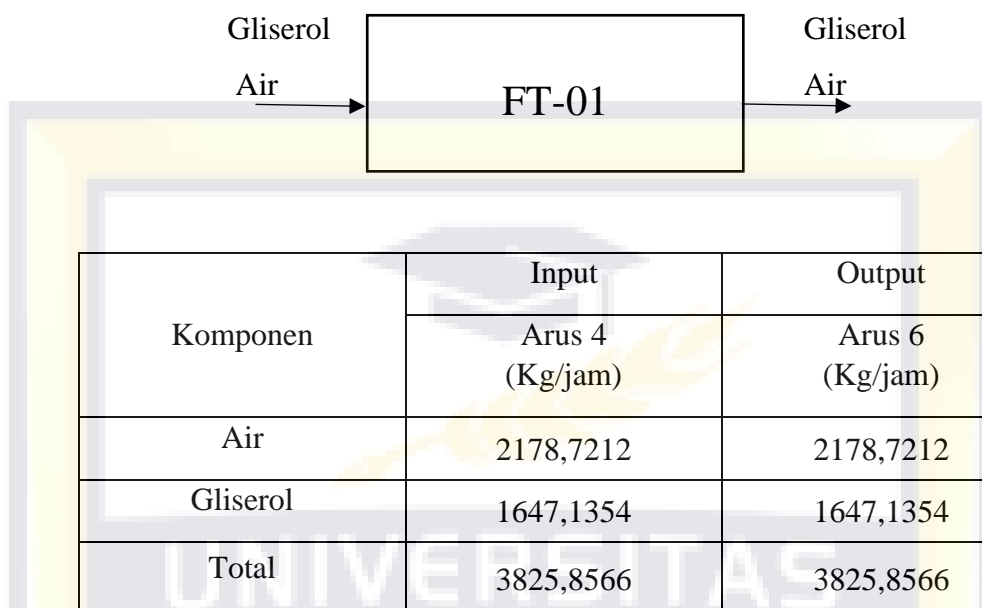 Gliserol Gliserol
Air Air
FT-01
Komponen Input Output
Arus 4 Arus 6
(Kg/jam) (Kg/jam)
Air 2178,7212 2178,7212
Gliserol 1647,1354 1647,1354
Total 3825,8566 3825,8566
UNIVERSITAS